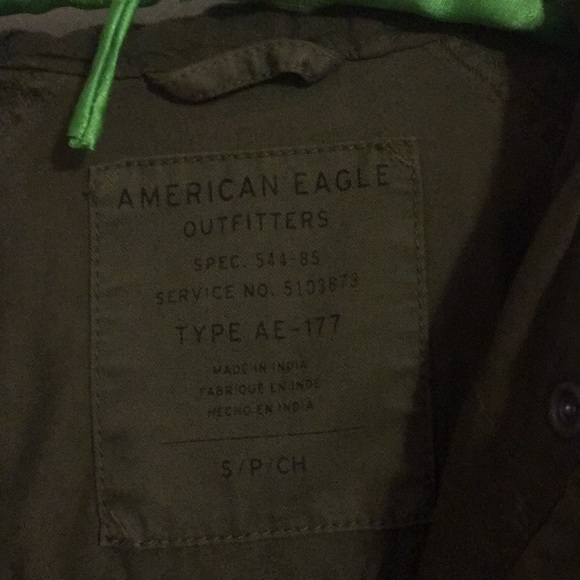 AMERICAN EAGLE
OUTFITTERS
SPEC. 544-85
SERVICE NO. 5103873
TYPE AE-177
MADE IN INDIA
FABRIQUÉ EN INDE
HECHO EN INDIA
S/P/CH